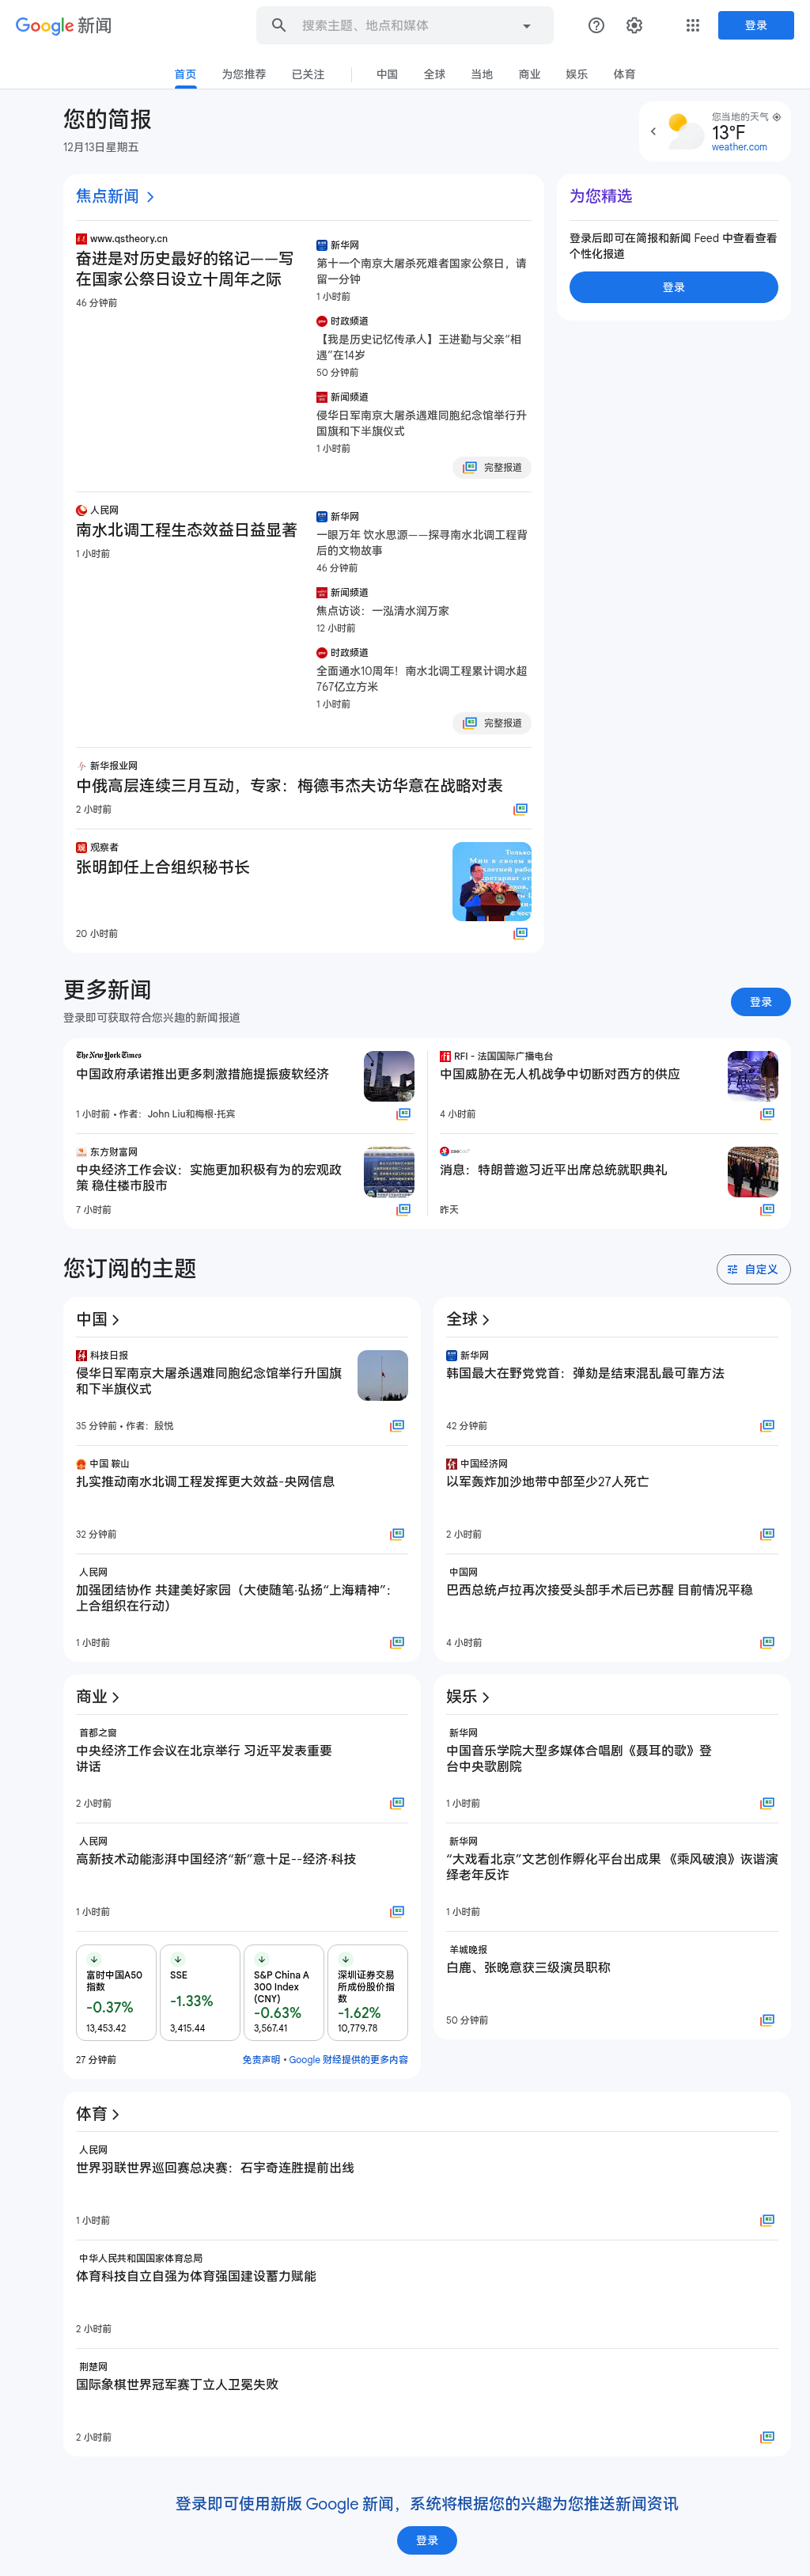 Google 新闻
搜索主题、地点和媒体
登录
首页
为您推荐
已关注
中国
全球
当地
商业
娱乐
体育
您的简报
12月13日星期五
您当地的天气
13°F
weather.com
焦点新闻
www.qstheory.cn
奋进是对历史最好的铭记——写
在国家公祭日设立十周年之际
46 分钟前
新华网
第十一个南京大屠杀死难者国家公祭日，请
留一分钟
1 小时前
时政频道
【我是历史记忆传承人】王进勤与父亲“相
遇”在14岁
50 分钟前
新闻频道
侵华日军南京大屠杀遇难同胞纪念馆举行升
国旗和下半旗仪式
1 小时前
完整报道
人民网
南水北调工程生态效益日益显著
1 小时前
新华网
一眼万年 饮水思源——探寻南水北调工程背
后的文物故事
46 分钟前
新闻频道
焦点访谈：一泓清水润万家
12 小时前
时政频道
全面通水10周年！南水北调工程累计调水超
767亿立方米
1 小时前
完整报道
新华报业网
中俄高层连续三月互动，专家：梅德韦杰夫访华意在战略对表
2 小时前
观察者
张明卸任上合组织秘书长
20 小时前
为您精选
登录后即可在简报和新闻 Feed 中查看查看
个性化报道
登录
更多新闻
登录即可获取符合您兴趣的新闻报道
登录
The New York Times
中国政府承诺推出更多刺激措施提振疲软经济
1 小时前 • 作者：John Liu和梅根·托宾
RFI - 法国国际广播电台
中国威胁在无人机战争中切断对西方的供应
4 小时前
东方财富网
中央经济工作会议：实施更加积极有为的宏观政
策 稳住楼市股市
7 小时前
消息：特朗普邀习近平出席总统就职典礼
昨天
您订阅的主题
自定义
中国
科技日报
侵华日军南京大屠杀遇难同胞纪念馆举行升国旗
和下半旗仪式
35 分钟前 • 作者：殷悦
中国 鞍山
扎实推动南水北调工程发挥更大效益-央网信息
32 分钟前
人民网
加强团结协作 共建美好家园（大使随笔·弘扬“上海精神”：
上合组织在行动）
1 小时前
全球
新华网
韩国最大在野党党首：弹劾是结束混乱最可靠方法
42 分钟前
中国经济网
以军轰炸加沙地带中部至少27人死亡
2 小时前
中国网
巴西总统卢拉再次接受头部手术后已苏醒 目前情况平稳
4 小时前
商业
首都之窗
中央经济工作会议在北京举行 习近平发表重要
讲话
2 小时前
人民网
高新技术动能澎湃中国经济“新”意十足--经济·科技
1 小时前
富时中国A50
指数
-0.37%
13,453.42
SSE
-1.33%
3,415.44
S&P China A
300 Index
(CNY)
-0.63%
3,567.41
深圳证券交易
所成份股价指
数
-1.62%
10,779.78
27 分钟前
免责声明 • Google 财经提供的更多内容
娱乐
新华网
中国音乐学院大型多媒体合唱剧《聂耳的歌》登
台中央歌剧院
1 小时前
新华网
“大戏看北京”文艺创作孵化平台出成果 《乘风破浪》诙谐演
绎老年反诈
1 小时前
羊城晚报
白鹿、张晚意获三级演员职称
50 分钟前
体育
人民网
世界羽联世界巡回赛总决赛：石宇奇连胜提前出线
1 小时前
中华人民共和国国家体育总局
体育科技自立自强为体育强国建设蓄力赋能
2 小时前
荆楚网
国际象棋世界冠军赛丁立人卫冕失败
2 小时前
登录即可使用新版 Google 新闻，系统将根据您的兴趣为您推送新闻资讯
登录